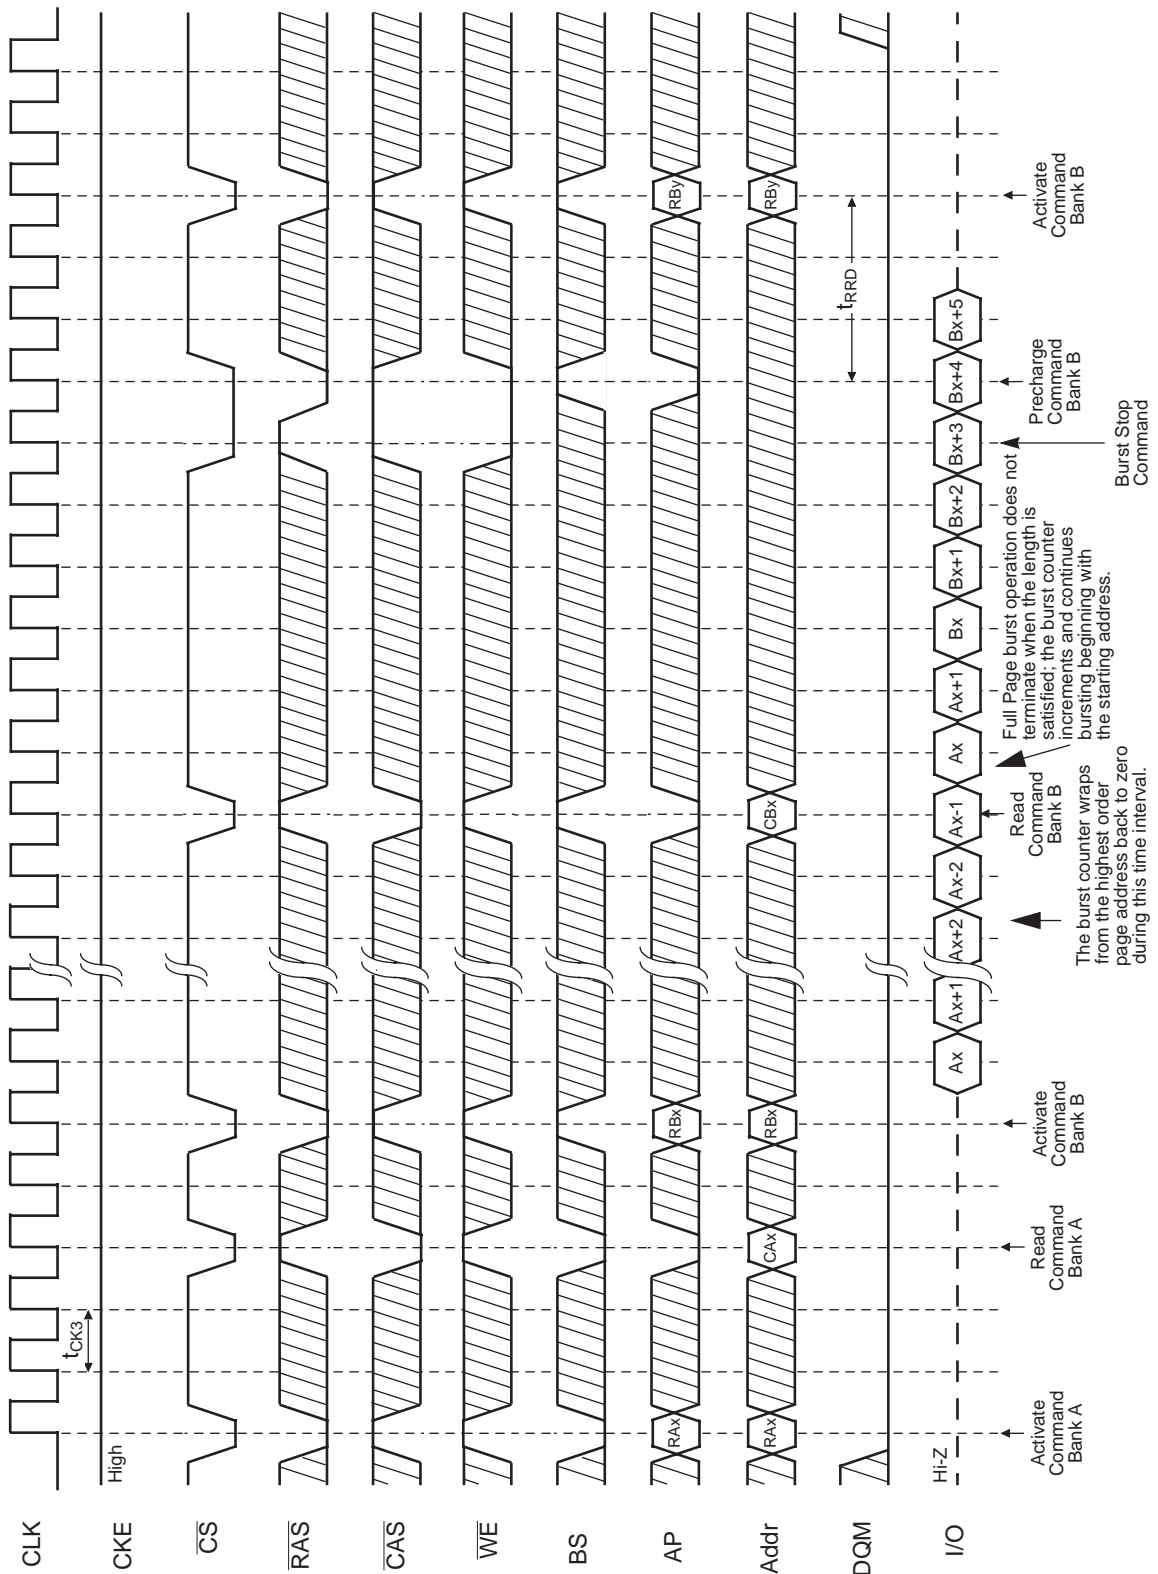 CLK
CKE
CS
RAS
CAS
WE
BS
AP
Addr
DQM
I/O
High
tCK3
RAx
RBx
RBy
RAx
CAx
RBx
CBx
RBy
tRRD
Hi-Z
Ax
Ax+1
Ax+2
Ax-2
Ax-1
Ax
Ax+1
Bx
Bx+1
Bx+2
Bx+3
Bx+4
Bx+5
Activate
Command
Bank A
Read
Command
Bank A
Activate
Command
Bank B
The burst counter wraps
from the highest order
page address back to zero
during this time interval.
Read
Command
Bank B
Full Page burst operation does not
terminate when the length is
satisfied; the burst counter
increments and continues
bursting beginning with
the starting address.
Burst Stop
Command
Precharge
Command
Bank B
Activate
Command
Bank B